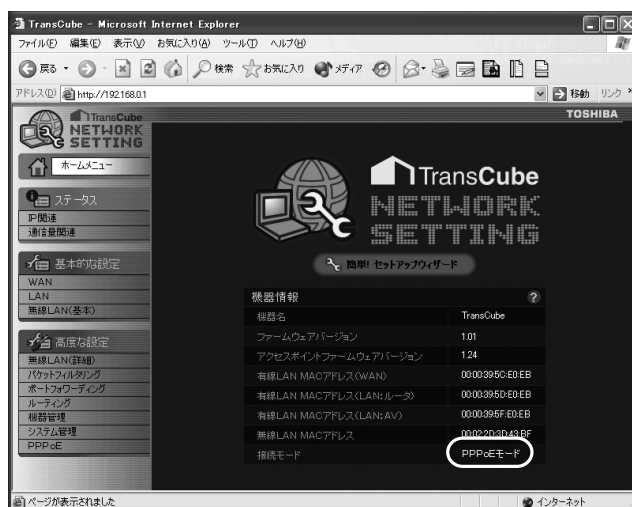 TransCube - Microsoft Internet Explorer
ファイル(F) 編集(E) 表示(V) お気に入り(A) ツール(T) ヘルプ(H)
戻る 検索 お気に入り メディア
アドレス(D) http://192.168.0.1 移動 リンク
TransCube
NETWORK
SETTING
TOSHIBA
ホームメニュー
ステータス
IP関連
通信量関連
基本的な設定
WAN
LAN
無線LAN(基本)
高度な設定
無線LAN(詳細)
パケットフィルタリング
ポートフォワーディング
ルーティング
機器管理
システム管理
PPPoE
TransCube
NETWORK
SETTING
簡単! セットアップウィザード
機器情報 ?
機器名 TransCube
ファームウェアバージョン 1.01
アクセスポイントファームウェアバージョン 1.24
有線LAN MACアドレス(WAN) 00:00:39:5C:E0:EB
有線LAN MACアドレス(LAN:ルータ) 00:00:39:5D:E0:EB
有線LAN MACアドレス(LAN:AV) 00:00:39:5F:E0:EB
無線LAN MACアドレス 00:02:2D:3D:43:BF
接続モード PPPoEモード
ページが表示されました インターネット